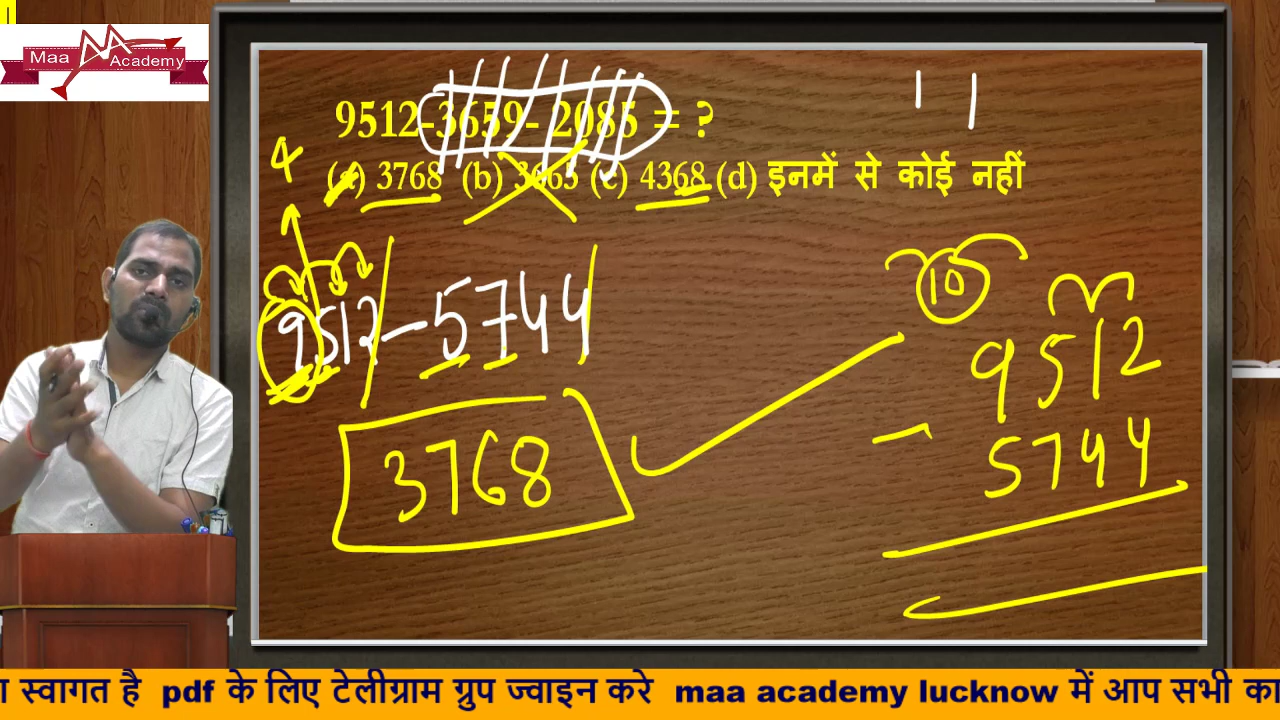 Maa Academy
9512-3659- 2085 = ?
(a) 3768 (b) 3665 (c) 4368 (d) इनमें से कोई नहीं
4
9512 - 5744
3768
10
9512
- 5744
स्वागत है pdf के लिए टेलीग्राम ग्रुप ज्वाइन करे maa academy lucknow में आप सभी का